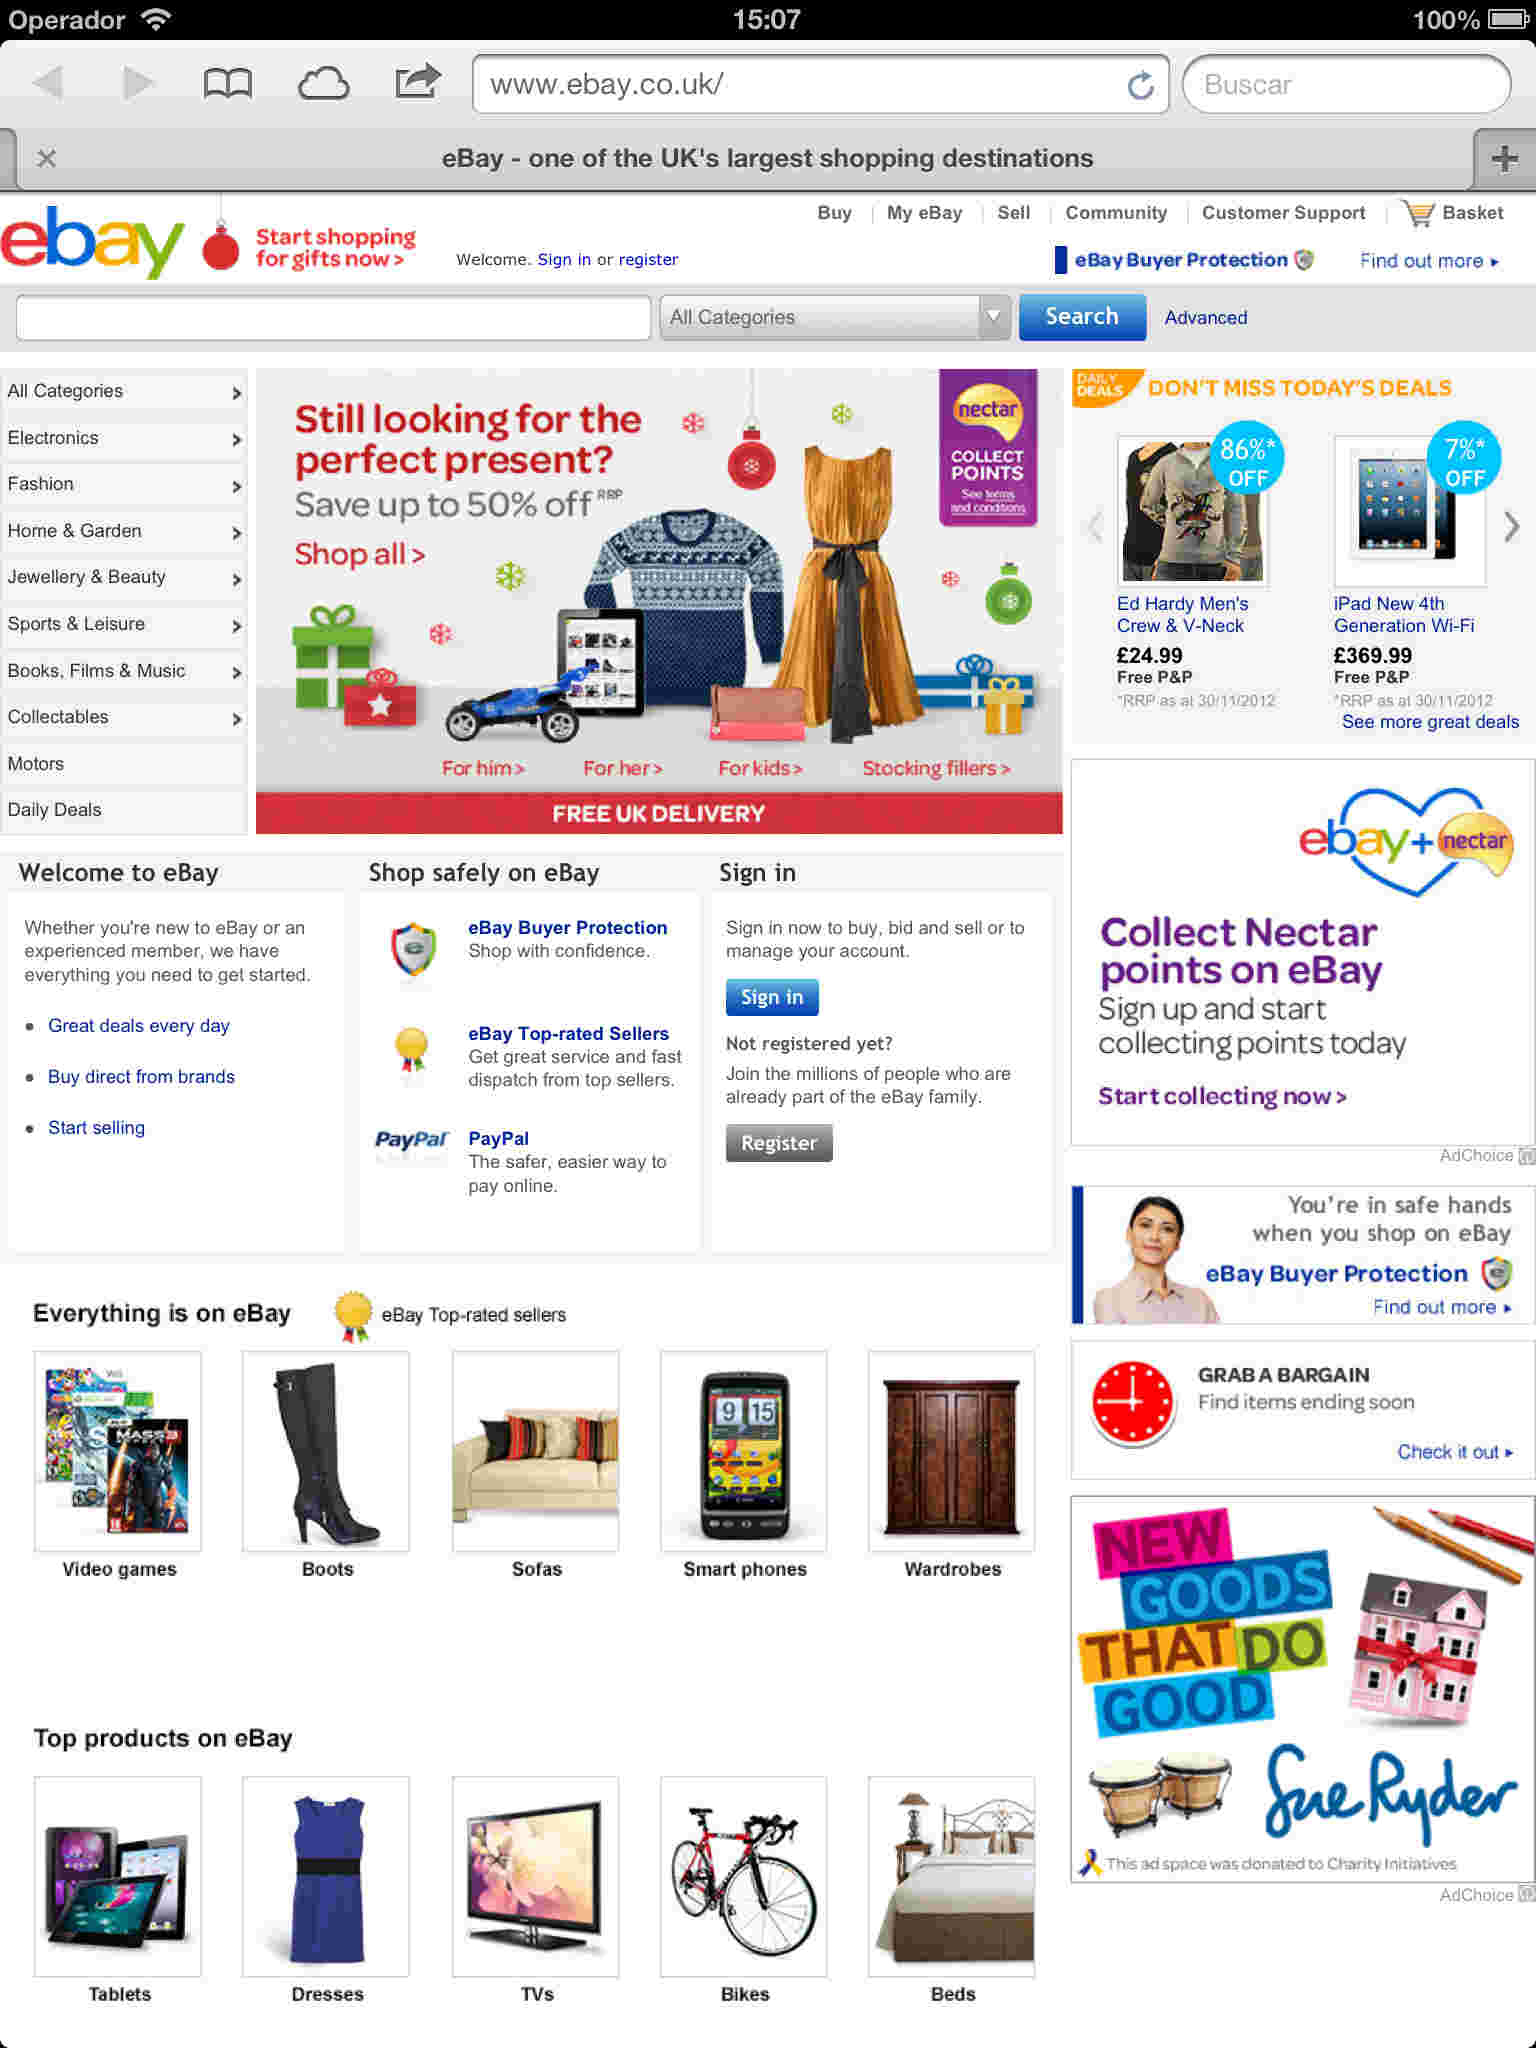 Operador
15:07
100%
www.ebay.co.uk/
Buscar
eBay - one of the UK's largest shopping destinations
ebay
Start shopping
for gifts now >
Welcome. Sign in or register
Buy
My eBay
Sell
Community
Customer Support
Basket
eBay Buyer Protection
Find out more
All Categories
Search
Advanced
All Categories
Electronics
Fashion
Home & Garden
Jewellery & Beauty
Sports & Leisure
Books, Films & Music
Collectables
Motors
Daily Deals
Still looking for the
perfect present?
Save up to 50% off RRP
Shop all >
nectar
COLLECT
POINTS
See terms
and conditions
For him >
For her >
For kids >
Stocking fillers >
FREE UK DELIVERY
DAILY
DEALS
DON'T MISS TODAY'S DEALS
86%*
OFF
7%*
OFF
Ed Hardy Men's
Crew & V-Neck
£24.99
Free P&P
*RRP as at 30/11/2012
iPad New 4th
Generation Wi-Fi
£369.99
Free P&P
*RRP as at 30/11/2012
See more great deals
Welcome to eBay
Whether you're new to eBay or an
experienced member, we have
everything you need to get started.
Great deals every day
Buy direct from brands
Start selling
Shop safely on eBay
eBay Buyer Protection
Shop with confidence.
eBay Top-rated Sellers
Get great service and fast
dispatch from top sellers.
PayPal
PayPal
The safer, easier way to
pay online.
Sign in
Sign in now to buy, bid and sell or to
manage your account.
Sign in
Not registered yet?
Join the millions of people who are
already part of the eBay family.
Register
ebay + nectar
Collect Nectar
points on eBay
Sign up and start
collecting points today
Start collecting now >
AdChoice
You're in safe hands
when you shop on eBay
eBay Buyer Protection
Find out more
GRAB A BARGAIN
Find items ending soon
Check it out
Everything is on eBay
eBay Top-rated sellers
Wii
MASS
9 15
Video games
Boots
Sofas
Smart phones
Wardrobes
NEW
GOODS
THAT DO
GOOD
Sue Ryder
This ad space was donated to Charity Initiatives
AdChoice
Top products on eBay
Tablets
Dresses
TVs
Bikes
Beds